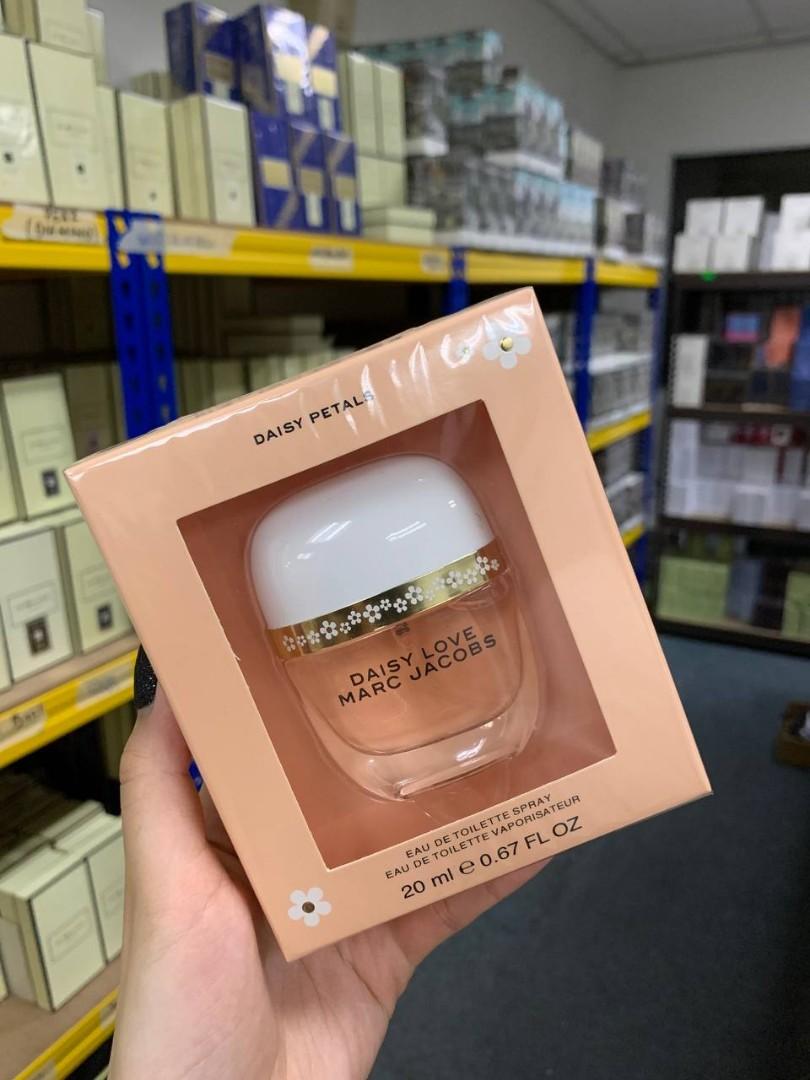 DAISY PETALS
DAISY LOVE
MARC JACOBS
EAU DE TOILETTE SPRAY
EAU DE TOILETTE VAPORISATEUR
20 ml ℮ 0.67 FL OZ